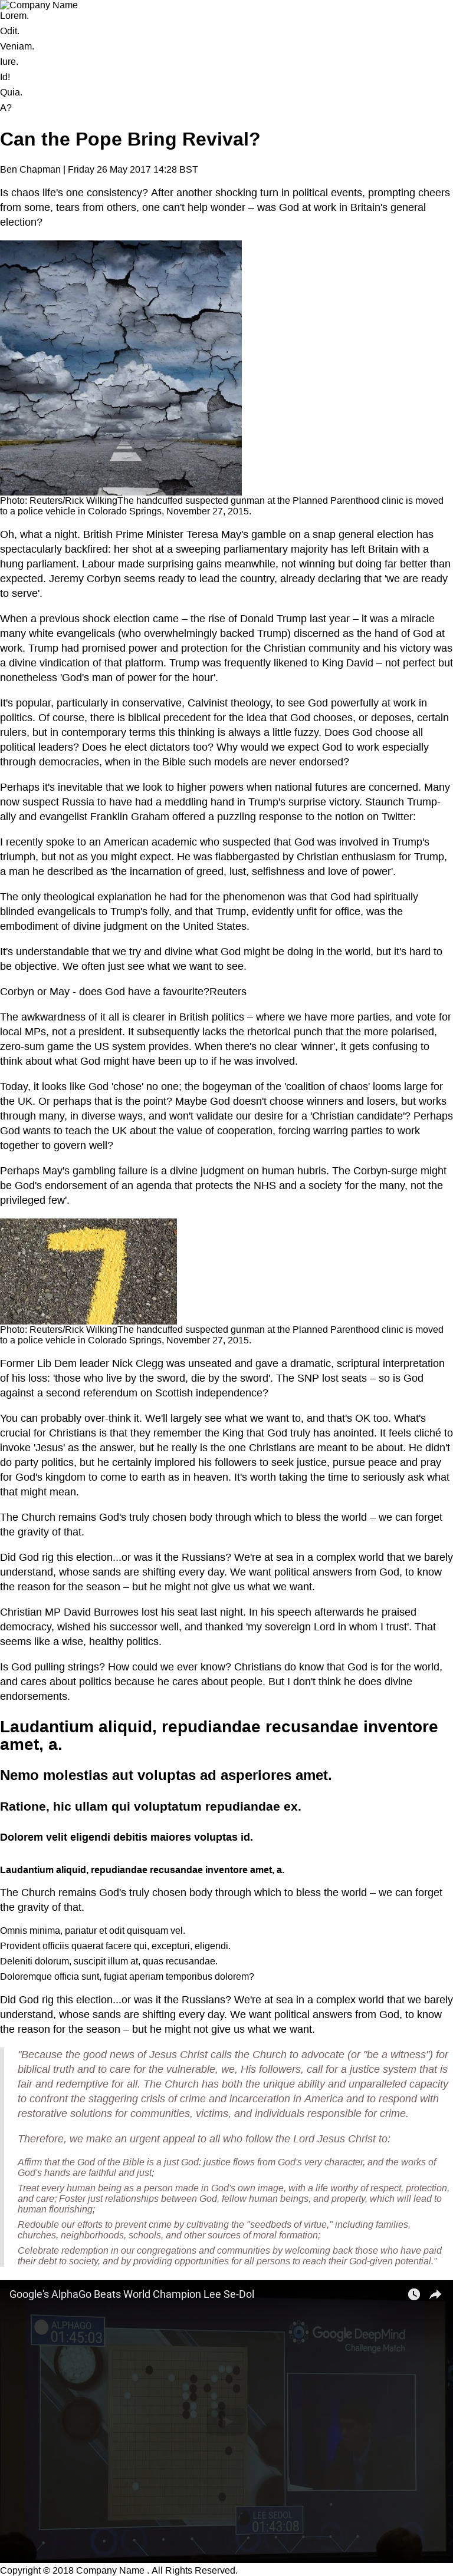 Company Name
Lorem.
Odit.
Veniam.
Iure.
Id!
Quia.
A?
Can the Pope Bring Revival?
Ben Chapman | Friday 26 May 2017 14:28 BST
Is chaos life's one consistency? After another shocking turn in political events, prompting cheers
from some, tears from others, one can't help wonder – was God at work in Britain's general
election?
Photo: Reuters/Rick WilkingThe handcuffed suspected gunman at the Planned Parenthood clinic is moved
to a police vehicle in Colorado Springs, November 27, 2015.
Oh, what a night. British Prime Minister Teresa May's gamble on a snap general election has
spectacularly backfired: her shot at a sweeping parliamentary majority has left Britain with a
hung parliament. Labour made surprising gains meanwhile, not winning but doing far better than
expected. Jeremy Corbyn seems ready to lead the country, already declaring that 'we are ready
to serve'.
When a previous shock election came – the rise of Donald Trump last year – it was a miracle
many white evangelicals (who overwhelmingly backed Trump) discerned as the hand of God at
work. Trump had promised power and protection for the Christian community and his victory was
a divine vindication of that platform. Trump was frequently likened to King David – not perfect but
nonetheless 'God's man of power for the hour'.
It's popular, particularly in conservative, Calvinist theology, to see God powerfully at work in
politics. Of course, there is biblical precedent for the idea that God chooses, or deposes, certain
rulers, but in contemporary terms this thinking is always a little fuzzy. Does God choose all
political leaders? Does he elect dictators too? Why would we expect God to work especially
through democracies, when in the Bible such models are never endorsed?
Perhaps it's inevitable that we look to higher powers when national futures are concerned. Many
now suspect Russia to have had a meddling hand in Trump's surprise victory. Staunch Trump-
ally and evangelist Franklin Graham offered a puzzling response to the notion on Twitter:
I recently spoke to an American academic who suspected that God was involved in Trump's
triumph, but not as you might expect. He was flabbergasted by Christian enthusiasm for Trump,
a man he described as 'the incarnation of greed, lust, selfishness and love of power'.
The only theological explanation he had for the phenomenon was that God had spiritually
blinded evangelicals to Trump's folly, and that Trump, evidently unfit for office, was the
embodiment of divine judgment on the United States.
It's understandable that we try and divine what God might be doing in the world, but it's hard to
be objective. We often just see what we want to see.
Corbyn or May - does God have a favourite?Reuters
The awkwardness of it all is clearer in British politics – where we have more parties, and vote for
local MPs, not a president. It subsequently lacks the rhetorical punch that the more polarised,
zero-sum game the US system provides. When there's no clear 'winner', it gets confusing to
think about what God might have been up to if he was involved.
Today, it looks like God 'chose' no one; the bogeyman of the 'coalition of chaos' looms large for
the UK. Or perhaps that is the point? Maybe God doesn't choose winners and losers, but works
through many, in diverse ways, and won't validate our desire for a 'Christian candidate'? Perhaps
God wants to teach the UK about the value of cooperation, forcing warring parties to work
together to govern well?
Perhaps May's gambling failure is a divine judgment on human hubris. The Corbyn-surge might
be God's endorsement of an agenda that protects the NHS and a society 'for the many, not the
privileged few'.
7
Photo: Reuters/Rick WilkingThe handcuffed suspected gunman at the Planned Parenthood clinic is moved
to a police vehicle in Colorado Springs, November 27, 2015.
Former Lib Dem leader Nick Clegg was unseated and gave a dramatic, scriptural interpretation
of his loss: 'those who live by the sword, die by the sword'. The SNP lost seats – so is God
against a second referendum on Scottish independence?
You can probably over-think it. We'll largely see what we want to, and that's OK too. What's
crucial for Christians is that they remember the King that God truly has anointed. It feels cliché to
invoke 'Jesus' as the answer, but he really is the one Christians are meant to be about. He didn't
do party politics, but he certainly implored his followers to seek justice, pursue peace and pray
for God's kingdom to come to earth as in heaven. It's worth taking the time to seriously ask what
that might mean.
The Church remains God's truly chosen body through which to bless the world – we can forget
the gravity of that.
Did God rig this election...or was it the Russians? We're at sea in a complex world that we barely
understand, whose sands are shifting every day. We want political answers from God, to know
the reason for the season – but he might not give us what we want.
Christian MP David Burrowes lost his seat last night. In his speech afterwards he praised
democracy, wished his successor well, and thanked 'my sovereign Lord in whom I trust'. That
seems like a wise, healthy politics.
Is God pulling strings? How could we ever know? Christians do know that God is for the world,
and cares about politics because he cares about people. But I don't think he does divine
endorsements.
Laudantium aliquid, repudiandae recusandae inventore
amet, a.
Nemo molestias aut voluptas ad asperiores amet.
Ratione, hic ullam qui voluptatum repudiandae ex.
Dolorem velit eligendi debitis maiores voluptas id.
Laudantium aliquid, repudiandae recusandae inventore amet, a.
The Church remains God's truly chosen body through which to bless the world – we can forget
the gravity of that.
Omnis minima, pariatur et odit quisquam vel.
Provident officiis quaerat facere qui, excepturi, eligendi.
Deleniti dolorum, suscipit illum at, quas recusandae.
Doloremque officia sunt, fugiat aperiam temporibus dolorem?
Did God rig this election...or was it the Russians? We're at sea in a complex world that we barely
understand, whose sands are shifting every day. We want political answers from God, to know
the reason for the season – but he might not give us what we want.
"Because the good news of Jesus Christ calls the Church to advocate (or "be a witness") for
biblical truth and to care for the vulnerable, we, His followers, call for a justice system that is
fair and redemptive for all. The Church has both the unique ability and unparalleled capacity
to confront the staggering crisis of crime and incarceration in America and to respond with
restorative solutions for communities, victims, and individuals responsible for crime.
Therefore, we make an urgent appeal to all who follow the Lord Jesus Christ to:
Affirm that the God of the Bible is a just God: justice flows from God's very character, and the works of
God's hands are faithful and just;
Treat every human being as a person made in God's own image, with a life worthy of respect, protection,
and care; Foster just relationships between God, fellow human beings, and property, which will lead to
human flourishing;
Redouble our efforts to prevent crime by cultivating the "seedbeds of virtue," including families,
churches, neighborhoods, schools, and other sources of moral formation;
Celebrate redemption in our congregations and communities by welcoming back those who have paid
their debt to society, and by providing opportunities for all persons to reach their God-given potential."
Google's AlphaGo Beats World Champion Lee Se-Dol
ALPHAGO
01:45:03
Google DeepMind
Challenge Match
LEE SEDOL
01:43:08
Copyright © 2018 Company Name . All Rights Reserved.